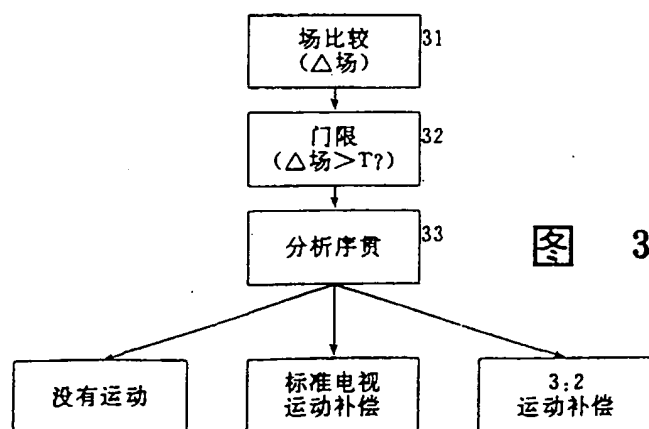 场比较
(△场)
31
门限
(△场>T?)
32
分析序贯
33
图 3
没有运动
标准电视
运动补偿
3:2
运动补偿